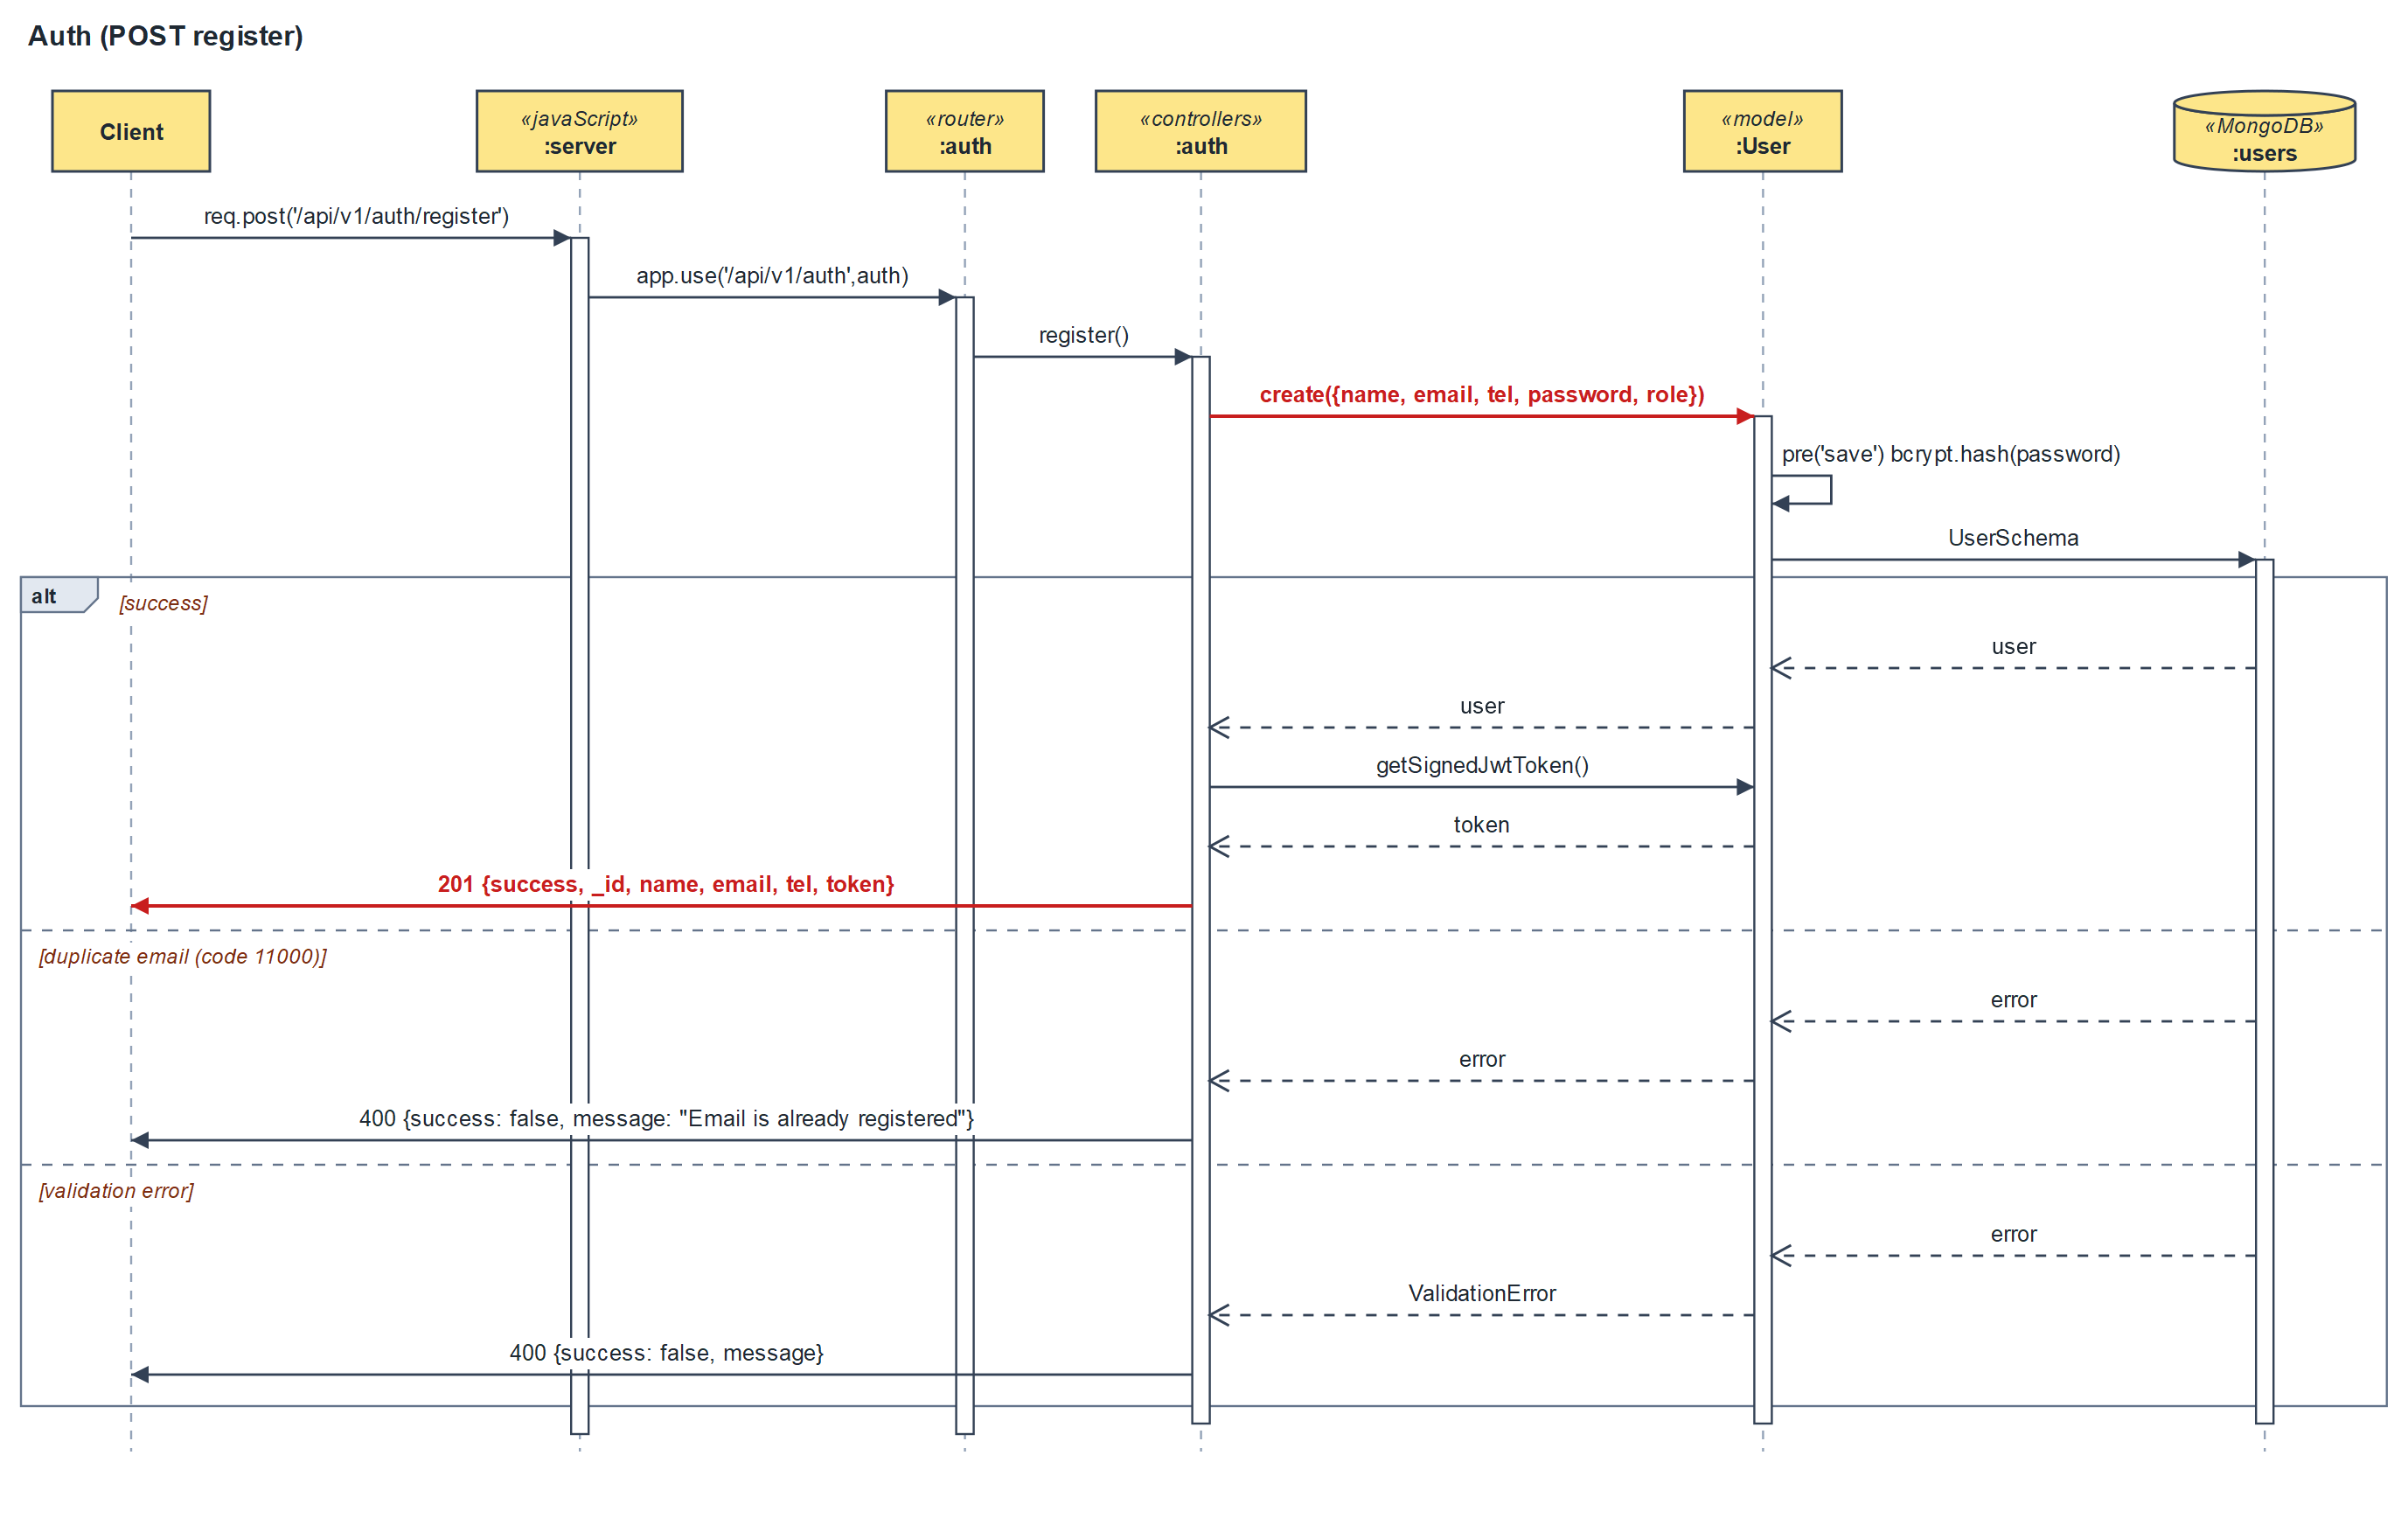 Auth (POST register)
Client
«javaScript»
:server
«router»
:auth
«controllers»
:auth
«model»
:User
«MongoDB»
:users
req.post('/api/v1/auth/register')
app.use('/api/v1/auth',auth)
register()
create({name, email, tel, password, role})
pre('save') bcrypt.hash(password)
UserSchema
alt
[success]
user
user
getSignedJwtToken()
token
201 {success, _id, name, email, tel, token}
[duplicate email (code 11000)]
error
error
400 {success: false, message: "Email is already registered"}
[validation error]
error
ValidationError
400 {success: false, message}